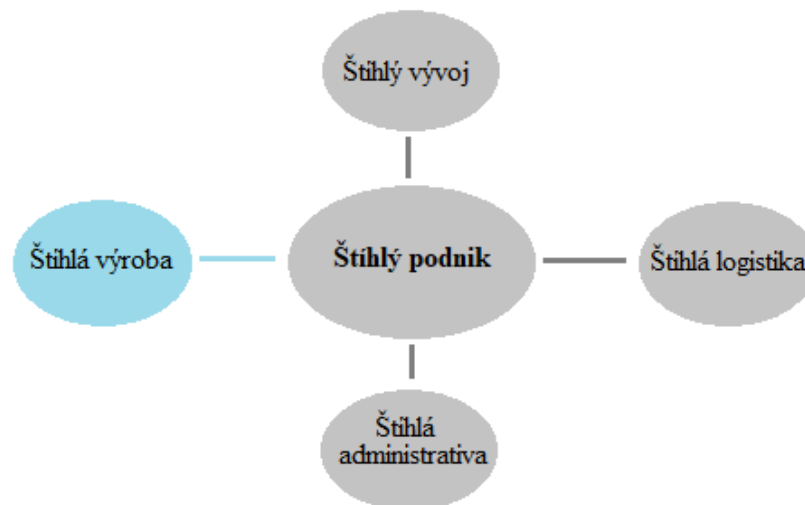 Štíhlý vývoj
Štíhlá výroba
Štíhlý podnik
Štíhlá logistika
Štíhlá
administrativa